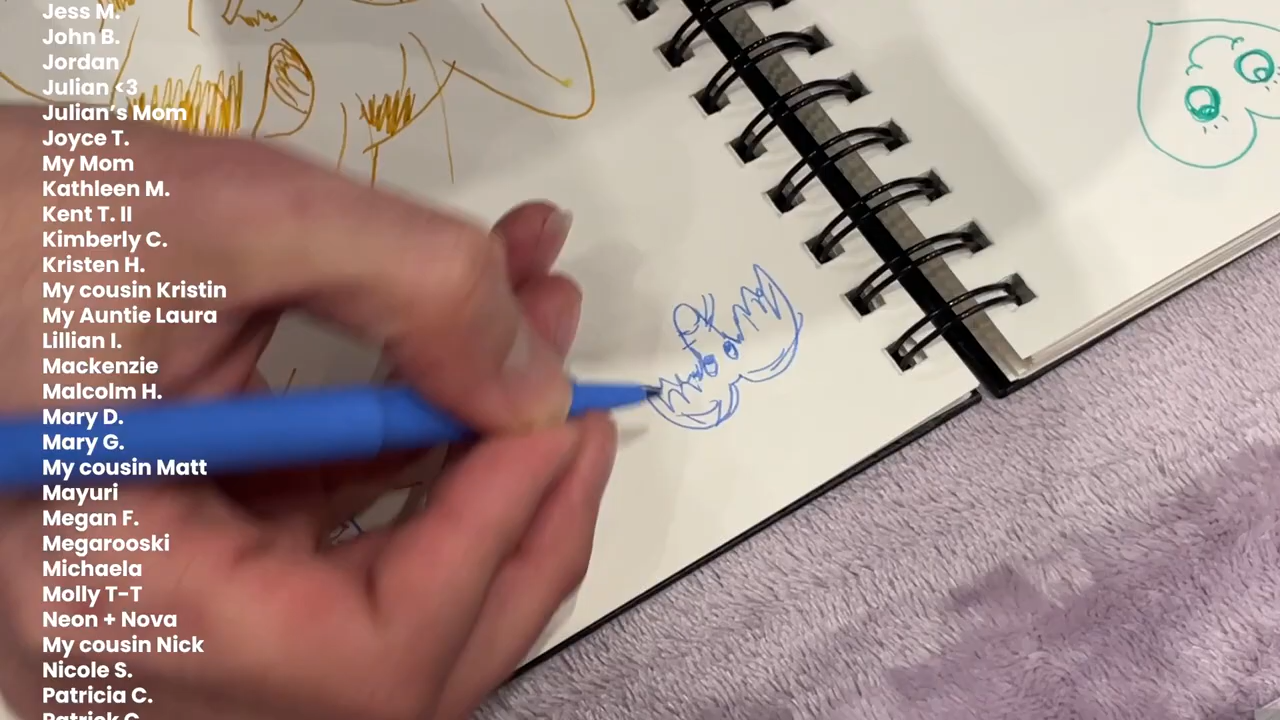 Jess M.
John B.
Jordan
Julian <3
Julian’s Mom
Joyce T.
My Mom
Kathleen M.
Kent T. II
Kimberly C.
Kristen H.
My cousin Kristin
My Auntie Laura
Lillian I.
Mackenzie
Malcolm H.
Mary D.
Mary G.
My cousin Matt
Mayuri
Megan F.
Megarooski
Michaela
Molly T-T
Neon + Nova
My cousin Nick
Nicole S.
Patricia C.
Patrick C.